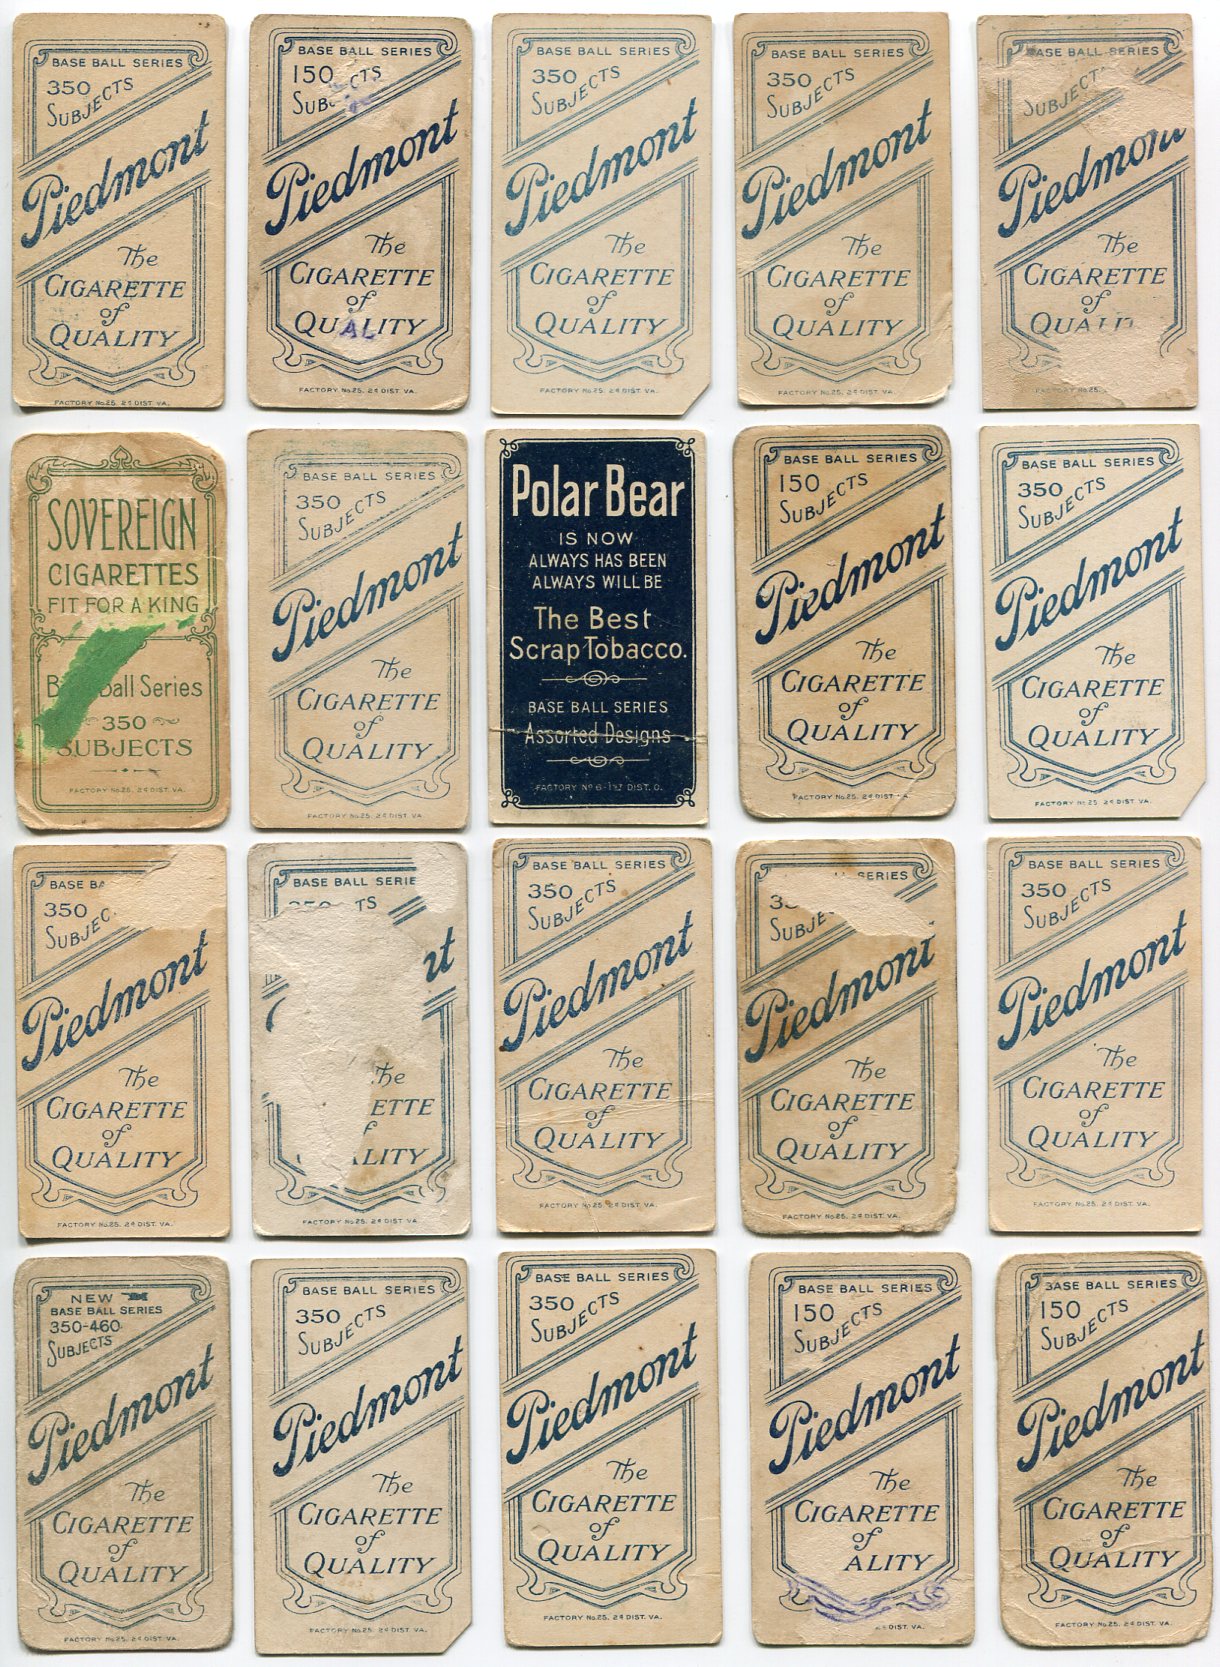 BASE BALL SERIES
350
SUBJECTS
Piedmont
The
CIGARETTE
of
QUALITY
FACTORY No.25. 2d DIST. VA.
BASE BALL SERIES
150
Piedmont
The
CIGARETTE
of
QUALITY
FACTORY No.25. 2d DIST. VA.
BASE BALL SERIES
350
SUBJECTS
Piedmont
The
CIGARETTE
of
QUALITY
FACTORY No.25. 2d DIST. VA.
BASE BALL SERIES
350
SUBJECTS
Piedmont
The
CIGARETTE
of
QUALITY
FACTORY No.25. 2d DIST. VA.
BALL SERIES
Piedmont
The
CIGARETTE
of
SOVEREIGN
CIGARETTES
FIT FOR A KING
Ball Series
350
SUBJECTS
FACTORY No.25. 2d DIST. VA.
BASE BALL SERIES
350
SUBJECTS
Piedmont
The
CIGARETTE
of
QUALITY
FACTORY No.25. 2d DIST. VA.
Polar Bear
IS NOW
ALWAYS HAS BEEN
ALWAYS WILL BE
The Best
Scrap Tobacco.
BASE BALL SERIES
Assorted Designs
FACTORY No 6-1st DIST. O.
BASE BALL SERIES
150
SUBJECTS
Piedmont
The
CIGARETTE
of
QUALITY
FACTORY No.25. 2d DIST. VA.
BASE BALL SERIES
350
SUBJECTS
Piedmont
The
CIGARETTE
of
QUALITY
FACTORY No.25. 2d DIST. VA.
BASE
350
SUBJEC
Piedmont
The
CIGARETTE
of
QUALITY
FACTORY No.25. 2d DIST. VA.
BASE BALL SERIE
TS
nt
he
ETTE
ALITY
FACTORY No.25. 2d DIST. VA.
BASE BALL SERIES
350
SUBJECTS
Piedmont
The
CIGARETTE
of
QUALITY
FACTORY No.25. 2d DIST. VA.
SERIES
SUBJE
Piedmont
The
CIGARETTE
of
QUALITY
FACTORY No.25. 2d DIST. VA.
BASE BALL SERIES
350
SUBJECTS
Piedmont
The
CIGARETTE
of
QUALITY
FACTORY No.25. 2d DIST. VA.
NEW
BASE BALL SERIES
350-460
SUBJECTS
Piedmont
The
CIGARETTE
of
QUALITY
FACTORY No.25. 2d DIST. VA.
BASE BALL SERIES
350
SUBJECTS
Piedmont
The
CIGARETTE
of
QUALITY
FACTORY No.25. 2d DIST. VA.
BASE BALL SERIES
350
SUBJECTS
Piedmont
The
CIGARETTE
of
QUALITY
FACTORY No.25. 2d DIST. VA.
BASE BALL SERIES
150
SUBJECTS
Piedmont
The
CIGARETTE
of
ALITY
DIST. VA.
BASE BALL SERIES
150
SUBJECTS
Piedmont
The
CIGARETTE
of
QUALITY
FACTORY No.25. 2d DIST. VA.